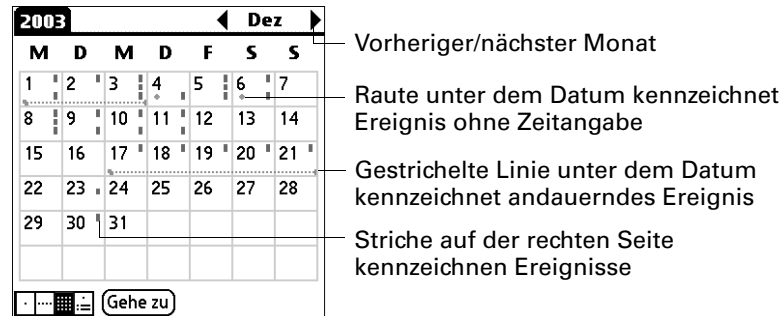 2003 Dez
M D M D F S S
1 2 3 4 5 6 7
8 9 10 11 12 13 14
15 16 17 18 19 20 21
22 23 24 25 26 27 28
29 30 31
Gehe zu
Vorheriger/nächster Monat
Raute unter dem Datum kennzeichnet
Ereignis ohne Zeitangabe
Gestrichelte Linie unter dem Datum
kennzeichnet andauerndes Ereignis
Striche auf der rechten Seite
kennzeichnen Ereignisse